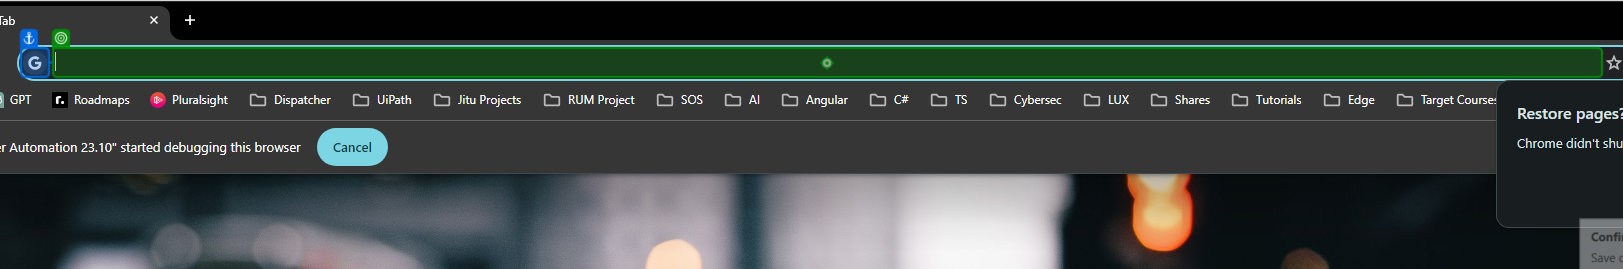 Tab
GPT Roadmaps Pluralsight Dispatcher UiPath Jitu Projects RUM Project SOS AI Angular C# TS Cybersec LUX Shares Tutorials Edge Target Courses
Restore pages?
er Automation 23.10" started debugging this browser Cancel
Chrome didn't shu
Confi
Save